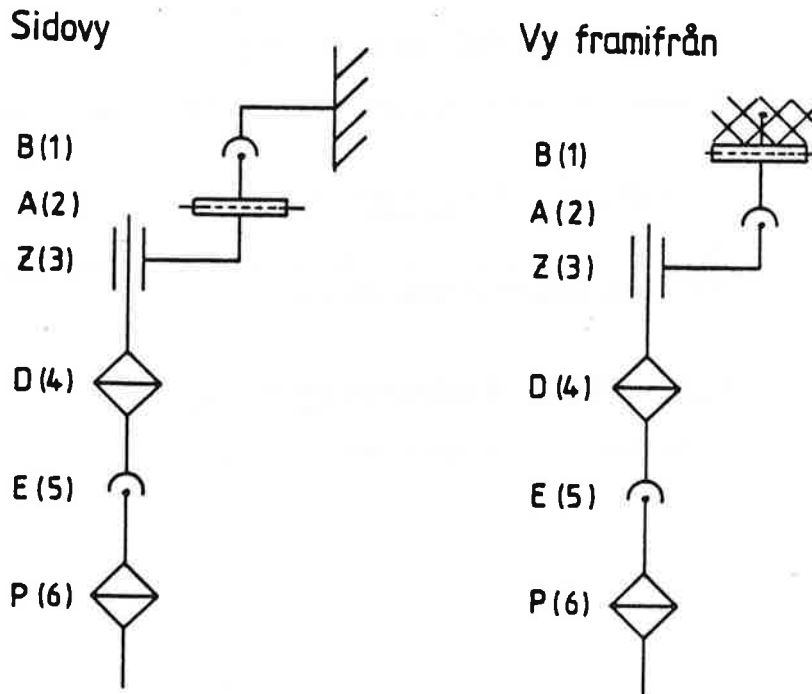 Sidovy
B(1)
A(2)
Z(3)
D(4)
E(5)
P(6)
Vy framifrån
B(1)
A(2)
Z(3)
D(4)
E(5)
P(6)